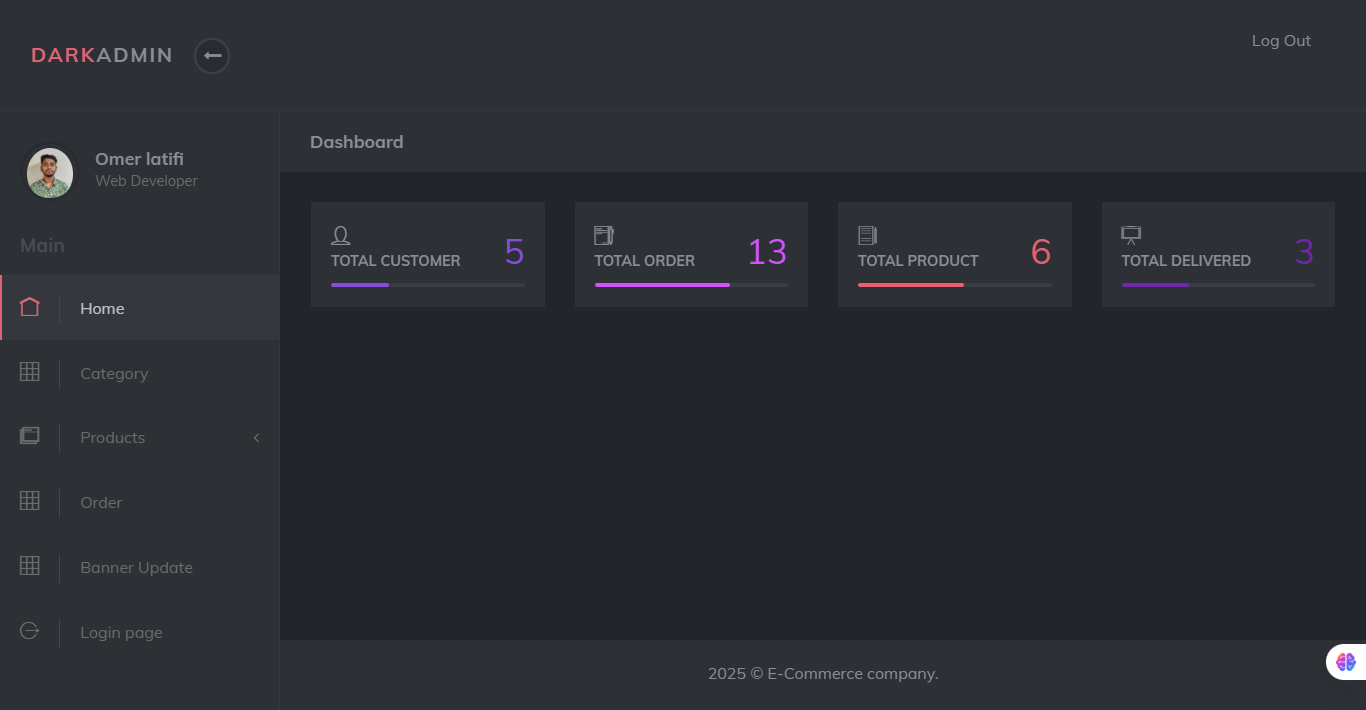 DARKADMIN
Log Out
Omer latifi
Web Developer
Main
Home
Category
Products
Order
Banner Update
Login page
Dashboard
TOTAL CUSTOMER 5
TOTAL ORDER 13
TOTAL PRODUCT 6
TOTAL DELIVERED 3
2025 © E-Commerce company.